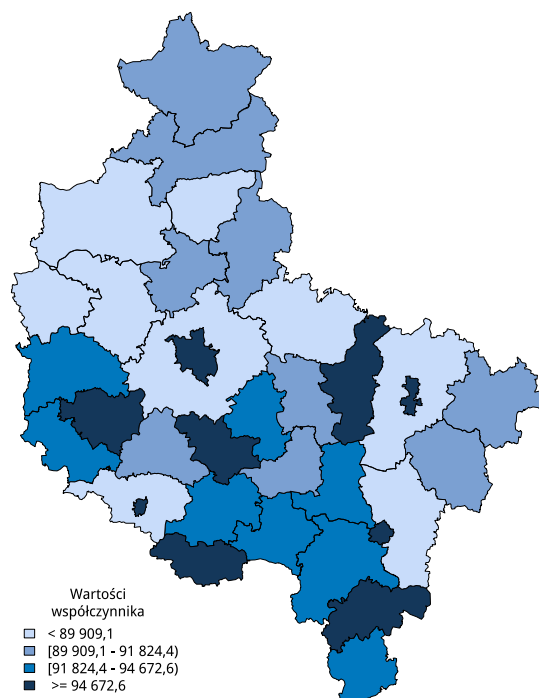 Wartości
współczynnika
< 89 909,1
[89 909,1 - 91 824,4)
[91 824,4 - 94 672,6)
>= 94 672,6